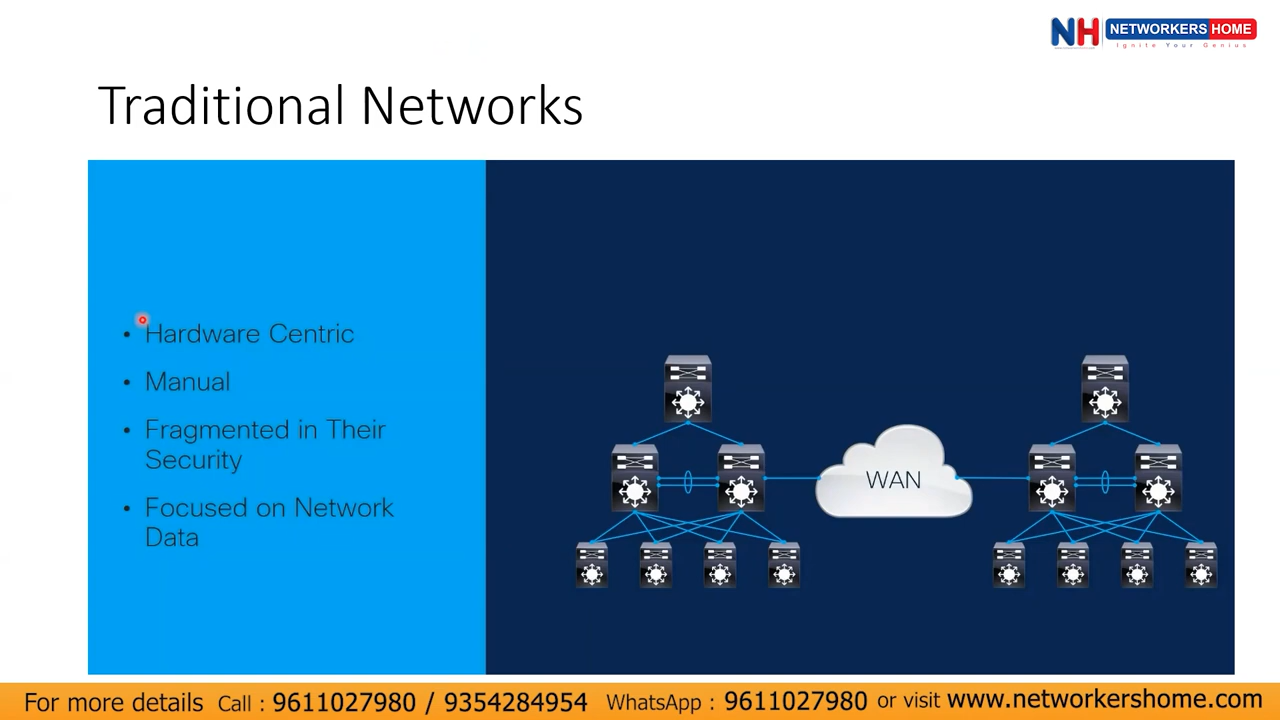 NH NETWORKERS HOME
Ignite Your Genius
Traditional Networks
• Hardware Centric
• Manual
• Fragmented in Their
Security
• Focused on Network
Data
WAN
For more details Call : 9611027980 / 9354284954 WhatsApp : 9611027980 or visit www.networkershome.com